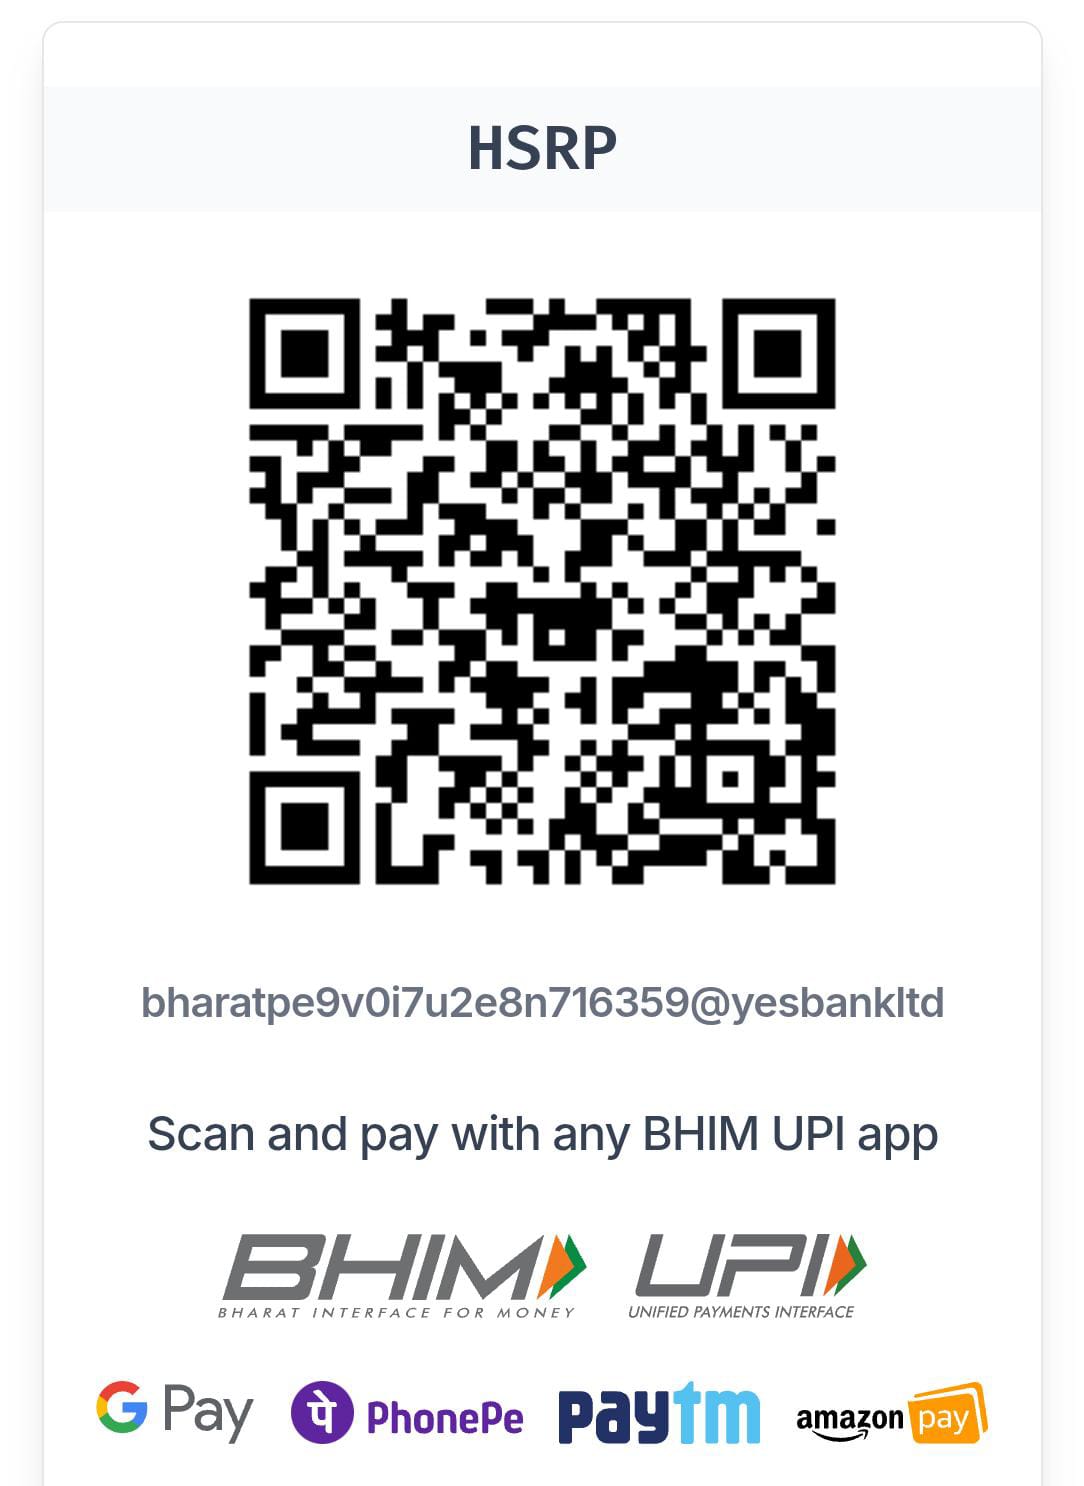 HSRP
bharatpe9v0i7u2e8n716359@yesbankltd
Scan and pay with any BHIM UPI app
BHIM UPI
BHARAT INTERFACE FOR MONEY UNIFIED PAYMENTS INTERFACE
G Pay पे PhonePe paytm amazon pay